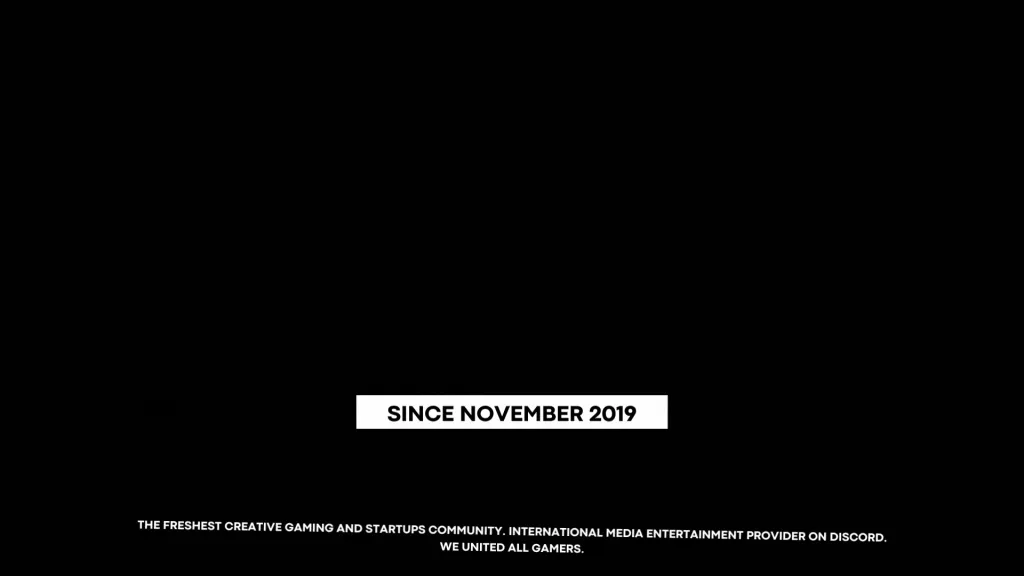 SINCE NOVEMBER 2019
THE FRESHEST CREATIVE GAMING AND STARTUPS COMMUNITY. INTERNATIONAL MEDIA ENTERTAINMENT PROVIDER ON DISCORD.
WE UNITED ALL GAMERS.